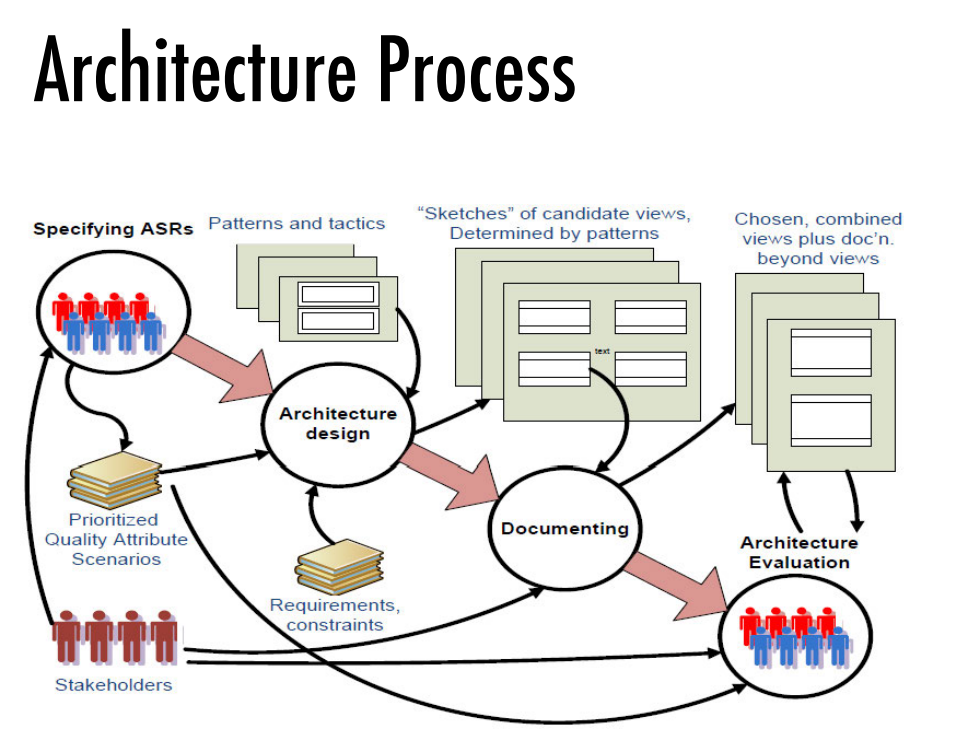 Architecture Process
Specifying ASRs
Patterns and tactics
“Sketches” of candidate views,
Determined by patterns
Chosen, combined
views plus doc'n.
beyond views
text
Architecture
design
Prioritized
Quality Attribute
Scenarios
Documenting
Architecture
Evaluation
Requirements,
constraints
Stakeholders